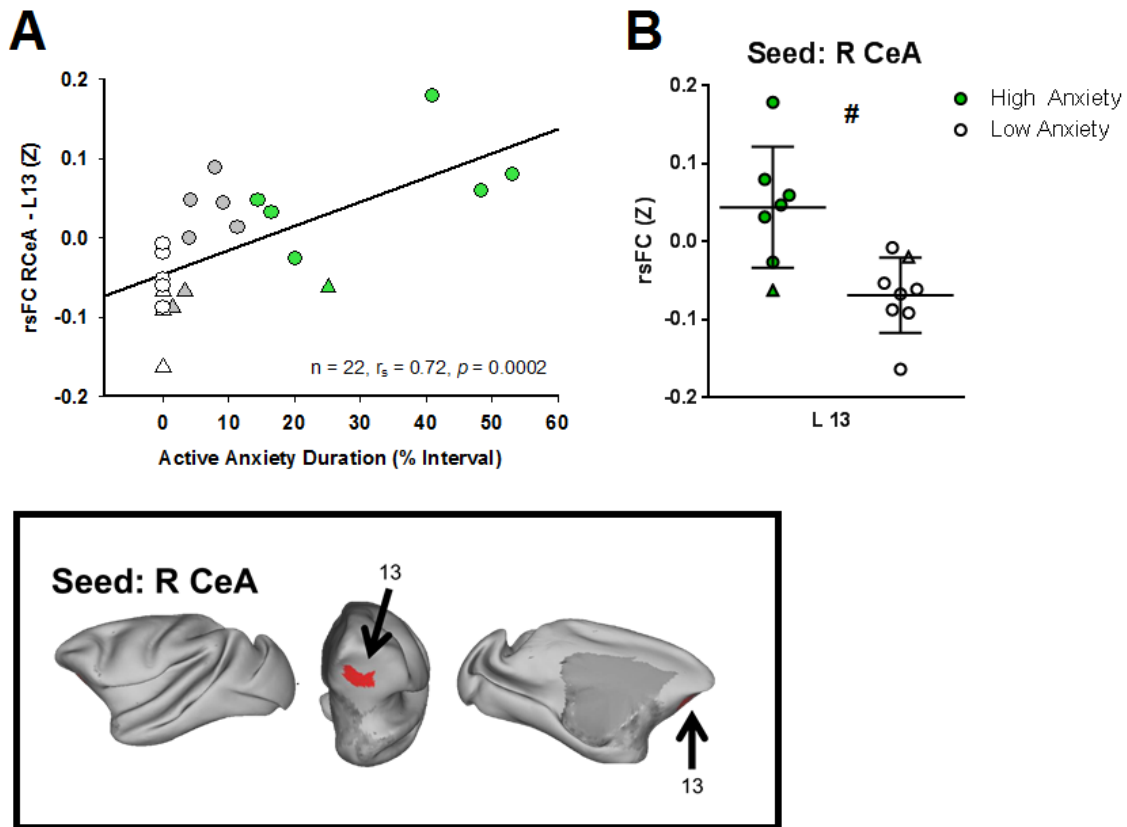 A
0.2
0.1
0.0
-0.1
-0.2
rsFC RCeA - L13 (Z)
n = 22, rs = 0.72, p = 0.0002
0 10 20 30 40 50 60
Active Anxiety Duration (% Interval)
B
Seed: R CeA
0.2
0.1
0.0
-0.1
-0.2
rsFC (Z)
#
High Anxiety
Low Anxiety
L 13
Seed: R CeA
13
13